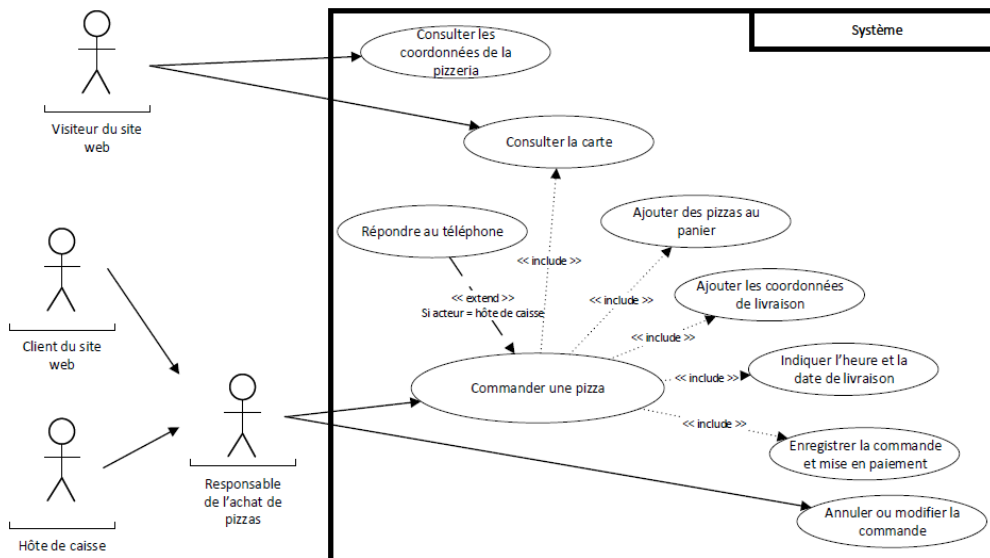 Système
Consulter les
coordonnées de la
pizzeria
Visiteur du site
web
Consulter la carte
Répondre au téléphone
Ajouter des pizzas au
panier
<< include >>
<< extend >>
Si acteur = hôte de caisse
<< include >>
Ajouter les coordonnées
de livraison
<< include >>
Client du site
web
Commander une pizza
<< include >>
Indiquer l’heure et la
date de livraison
<< include >>
Enregistrer la commande
et mise en paiement
Responsable
de l’achat de
pizzas
Annuler ou modifier la
commande
Hôte de caisse